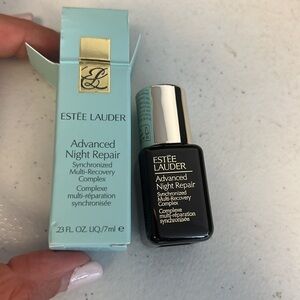 ESTĒE LAUDER
Advanced
Night Repair
Synchronized
Multi-Recovery
Complex
Complexe
multi-réparation
synchronisée
.23 FL. OZ. LIQ./7ml e
ESTĒE
LAUDER
Advanced
Night Repair
Synchronized
Multi-Recovery
Complex
Complexe
multi-réparation
synchronisée